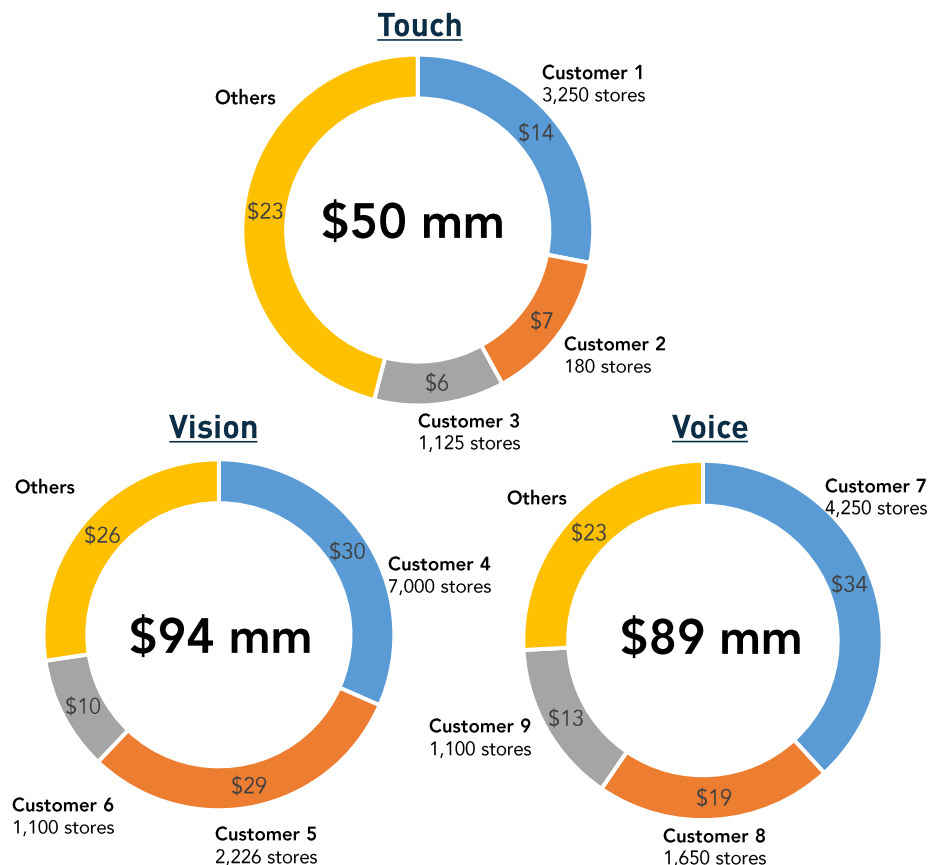 Touch
Customer 1
3,250 stores
Others
$14
$23
$50 mm
$7
Customer 2
180 stores
$6
Customer 3
1,125 stores
Vision
Others
$26
$30
Customer 4
7,000 stores
$94 mm
$10
$29
Customer 6
1,100 stores
Customer 5
2,226 stores
Voice
Customer 7
4,250 stores
Others
$23
$34
$89 mm
Customer 9
1,100 stores
$13
$19
Customer 8
1,650 stores